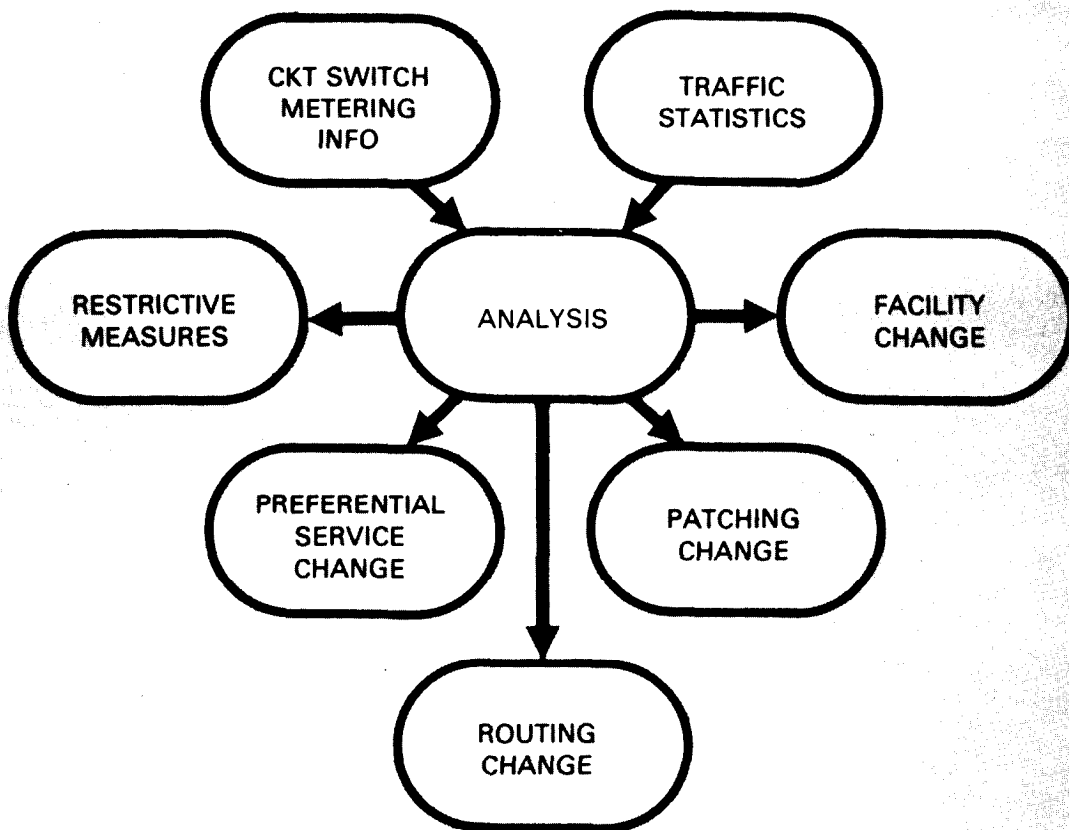 CKT SWITCH
METERING
INFO
TRAFFIC
STATISTICS
RESTRICTIVE
MEASURES
ANALYSIS
FACILITY
CHANGE
PREFERENTIAL
SERVICE
CHANGE
PATCHING
CHANGE
ROUTING
CHANGE